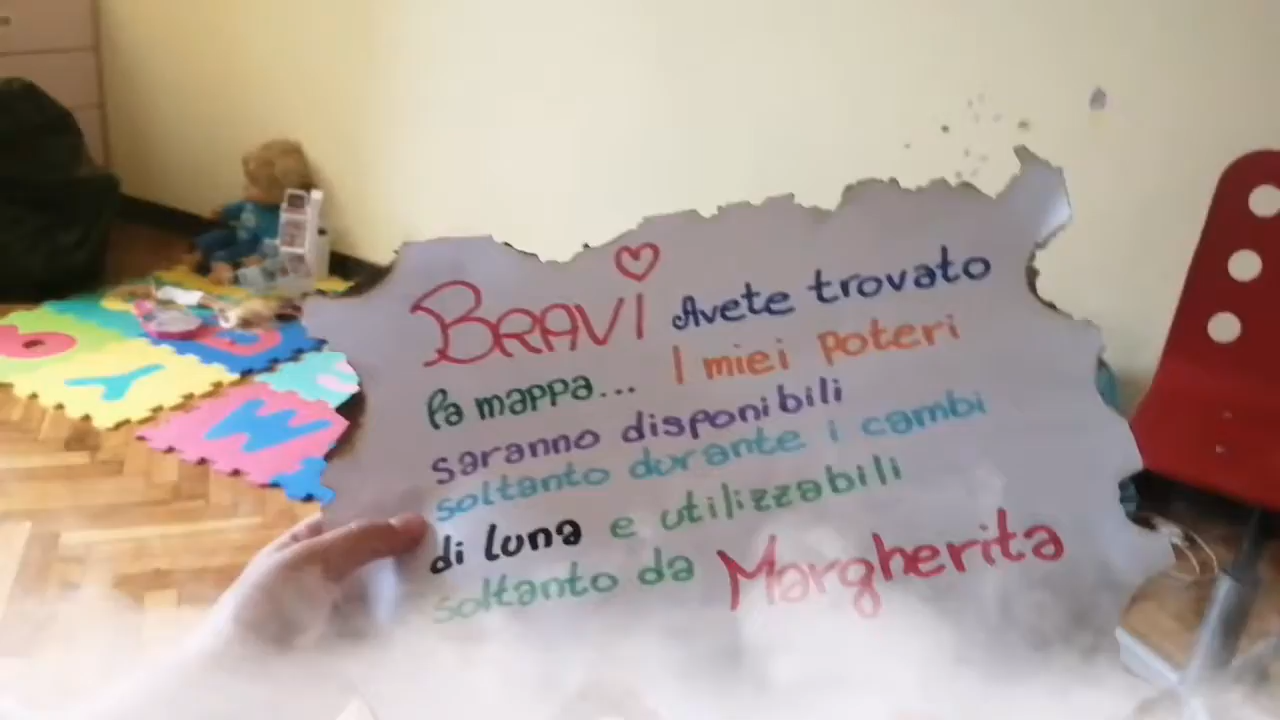 BRAVI Avete trovato
la mappa... I miei poteri
saranno disponibili
soltanto durante i cambi
di luna e utilizzabili
soltanto da Margherita
W